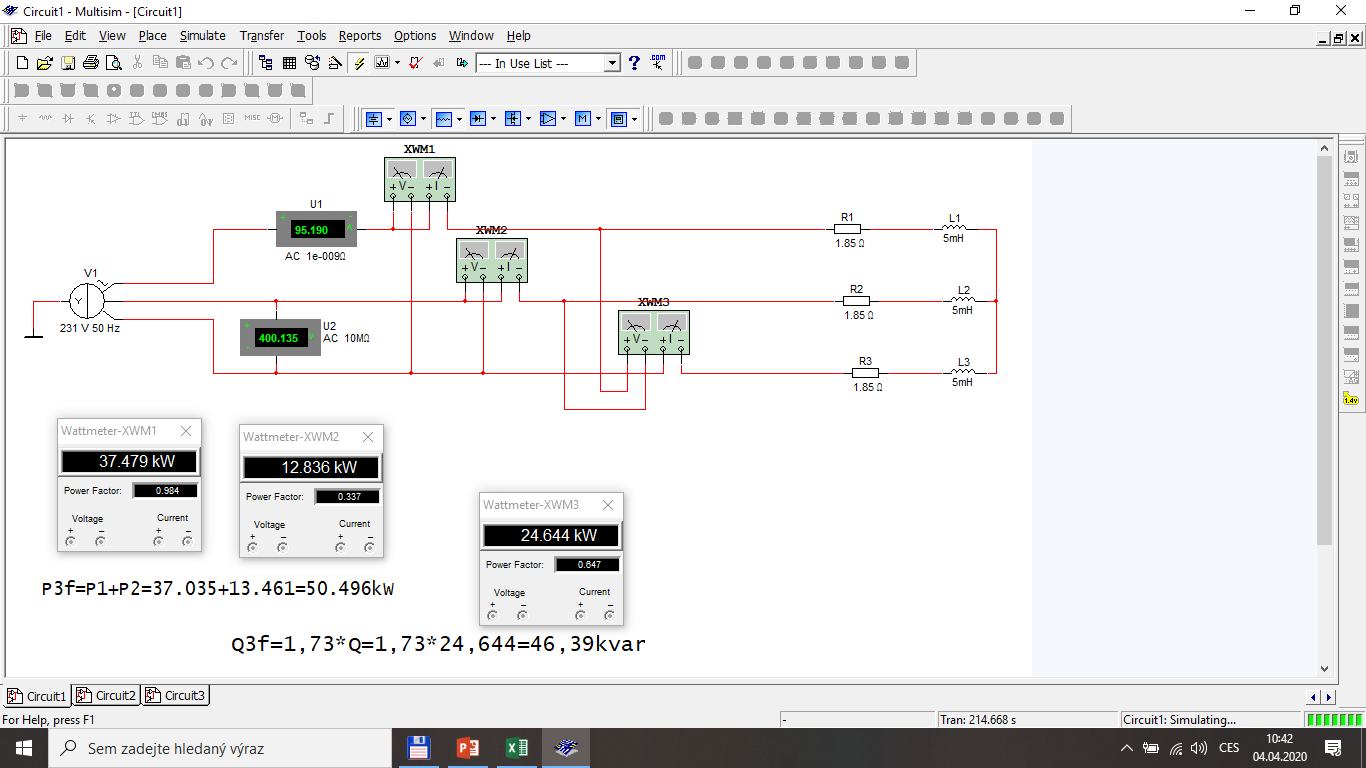 Circuit1 - Multisim - [Circuit1]
File Edit View Place Simulate Transfer Tools Reports Options Window Help
--- In Use List --- ? .com
MISC
XWM1
+ V − + I −
U1
+ -
95.190 A
AC 1e-009Ω
XWM2
+ V − + I −
R1
1.85 Ω
L1
5mH
V1
Y
231 V 50 Hz
XWM3
+ V − + I −
R2
1.85 Ω
L2
5mH
U2
+
400.135 V
-
AC 10MΩ
R3
1.85 Ω
L3
5mH
1.4v
Wattmeter-XWM1
37.479 kW
Power Factor: 0.984
Voltage Current
+ − + −
Wattmeter-XWM2
12.836 kW
Power Factor: 0.337
Voltage Current
+ − + −
Wattmeter-XWM3
24.644 kW
Power Factor: 0.647
Voltage Current
+ − + −
P3f=P1+P2=37.035+13.461=50.496kW
Q3f=1,73*Q=1,73*24,644=46,39kvar
Circuit1 Circuit2 Circuit3
For Help, press F1
-
Tran: 214.668 s
Circuit1: Simulating...
Sem zadejte hledaný výraz
CES
10:42
04.04.2020